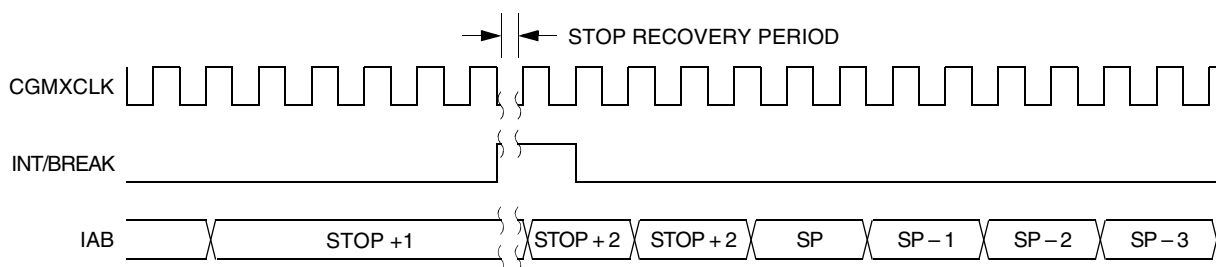 STOP RECOVERY PERIOD
CGMXCLK
INT/BREAK
IAB STOP +1 STOP + 2 STOP + 2 SP SP – 1 SP – 2 SP – 3